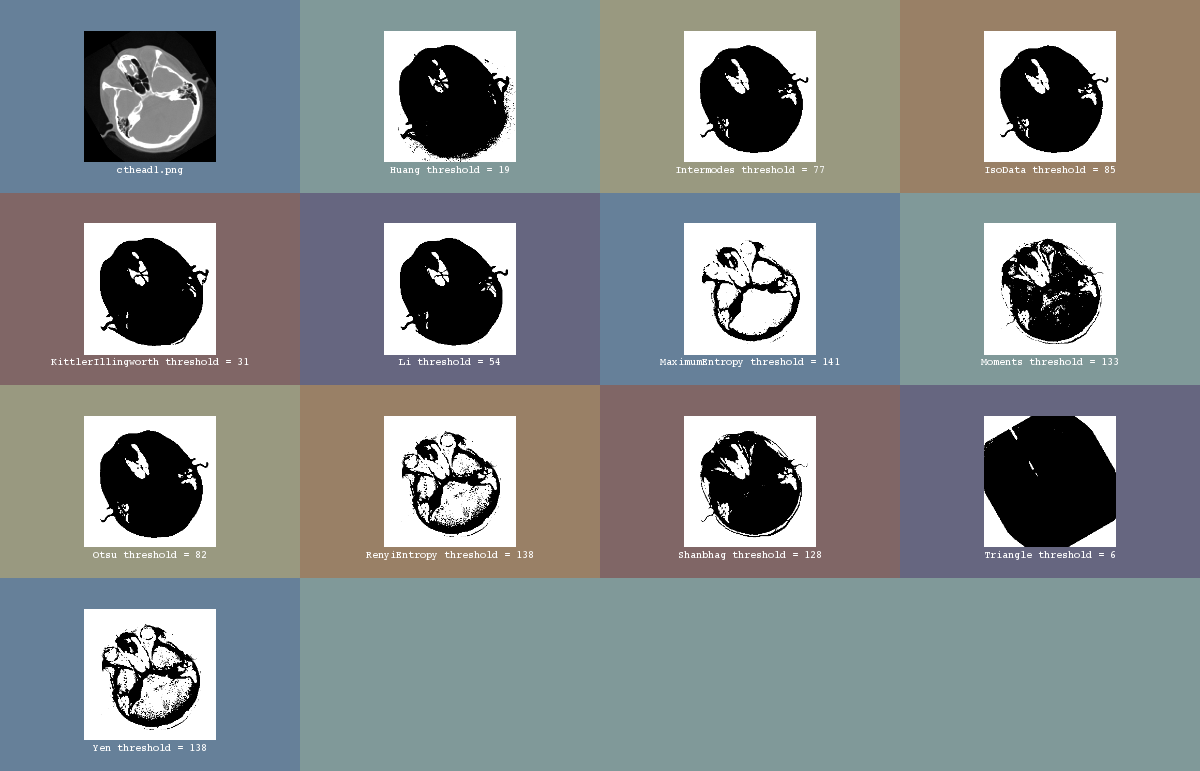 cthead1.png
Huang threshold = 19
Intermodes threshold = 77
IsoData threshold = 85
KittlerIllingworth threshold = 31
Li threshold = 54
MaximumEntropy threshold = 141
Moments threshold = 133
Otsu threshold = 82
RenyiEntropy threshold = 138
Shanbhag threshold = 128
Triangle threshold = 6
Yen threshold = 138